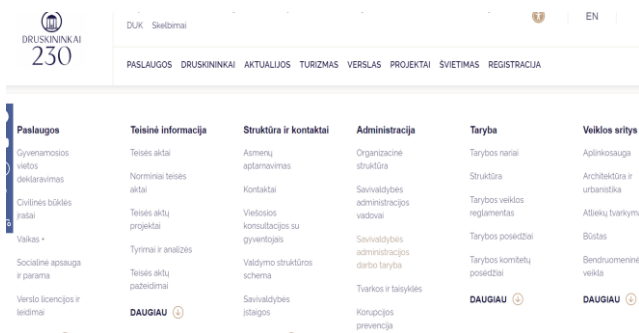 DUK Skelbimai
EN
DRUSKININKAI
230
PASLAUGOS DRUSKININKAI AKTUALIJOS TURIZMAS VERSLAS PROJEKTAI ŠVIETIMAS REGISTRACIJA
Paslaugos
Gyvenamosios
vietos
deklaravimas
Civilinės būklės
įrašai
Vaikas +
Socialinė apsauga
ir parama
Verslo licencijos ir
leidimai
Teisinė informacija
Teisės aktai
Norminiai teisės
aktai
Teisės aktų
projektai
Tyrimai ir analizės
Teisės aktų
pažeidimai
DAUGIAU
Struktūra ir kontaktai
Asmenų
aptarnavimas
Kontaktai
Viešosios
konsultacijos su
gyventojais
Valdymo struktūros
schema
Savivaldybės
įstaigos
Administracija
Organizacinė
struktūra
Savivaldybės
administracijos
vadovai
Savivaldybės
administracijos
darbo taryba
Tvarkos ir taisyklės
Korupcijos
prevencija
Taryba
Tarybos nariai
Struktūra
Tarybos veiklos
reglamentas
Tarybos posėdžiai
Tarybos komitetų
posėdžiai
DAUGIAU
Veiklos sritys
Aplinkosauga
Architektūra ir
urbanistika
Atliekų tvarkyma
Būstas
Bendruomeninė
veikla
DAUGIAU